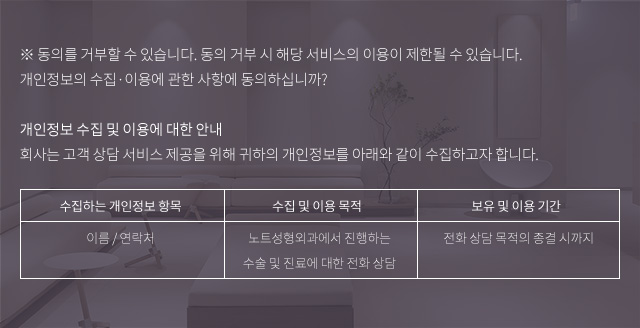 ※ 동의를 거부할 수 있습니다. 동의 거부 시 해당 서비스의 이용이 제한될 수 있습니다.
개인정보의 수집·이용에 관한 사항에 동의하십니까?
개인정보 수집 및 이용에 대한 안내
회사는 고객 상담 서비스 제공을 위해 귀하의 개인정보를 아래와 같이 수집하고자 합니다.
수집하는 개인정보 항목 수집 및 이용 목적 보유 및 이용 기간
이름 / 연락처 노트성형외과에서 진행하는 전화 상담 목적의 종결 시까지
수술 및 진료에 대한 전화 상담